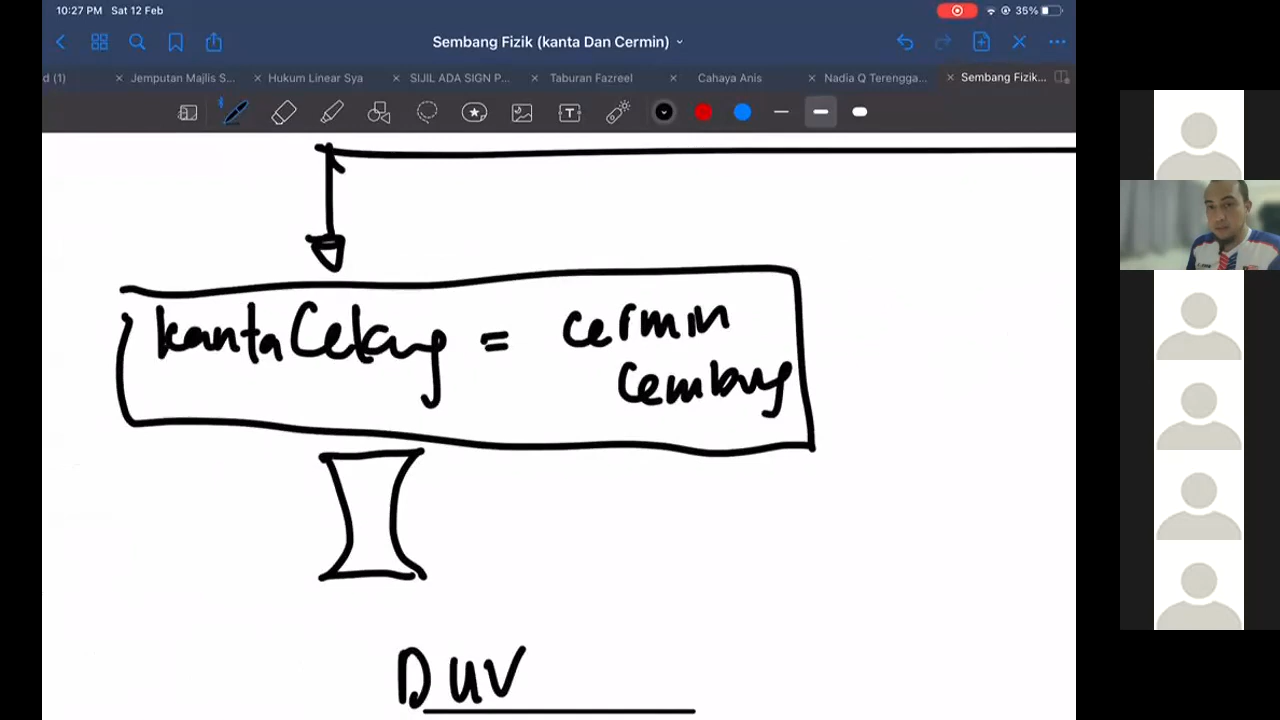 10:27 PM Sat 12 Feb
35%
Sembang Fizik (kanta Dan Cermin)
d (1)
Jemputan Majlis S...
Hukum Linear Sya
SIJIL ADA SIGN P...
Taburan Fazreel
Cahaya Anis
Nadia Q Terengga...
Sembang Fizik...
kanta Cekung = cermin
cembung
DUV